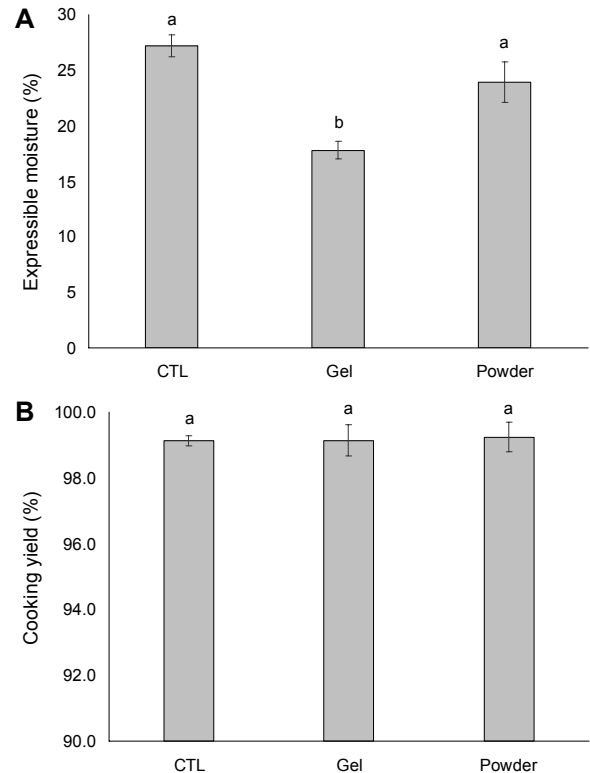 A
Expressible moisture (%)
30
25
20
15
10
5
0
a
b
a
CTL Gel Powder
B
Cooking yield (%)
100.0
98.0
96.0
94.0
92.0
90.0
a a a
CTL Gel Powder